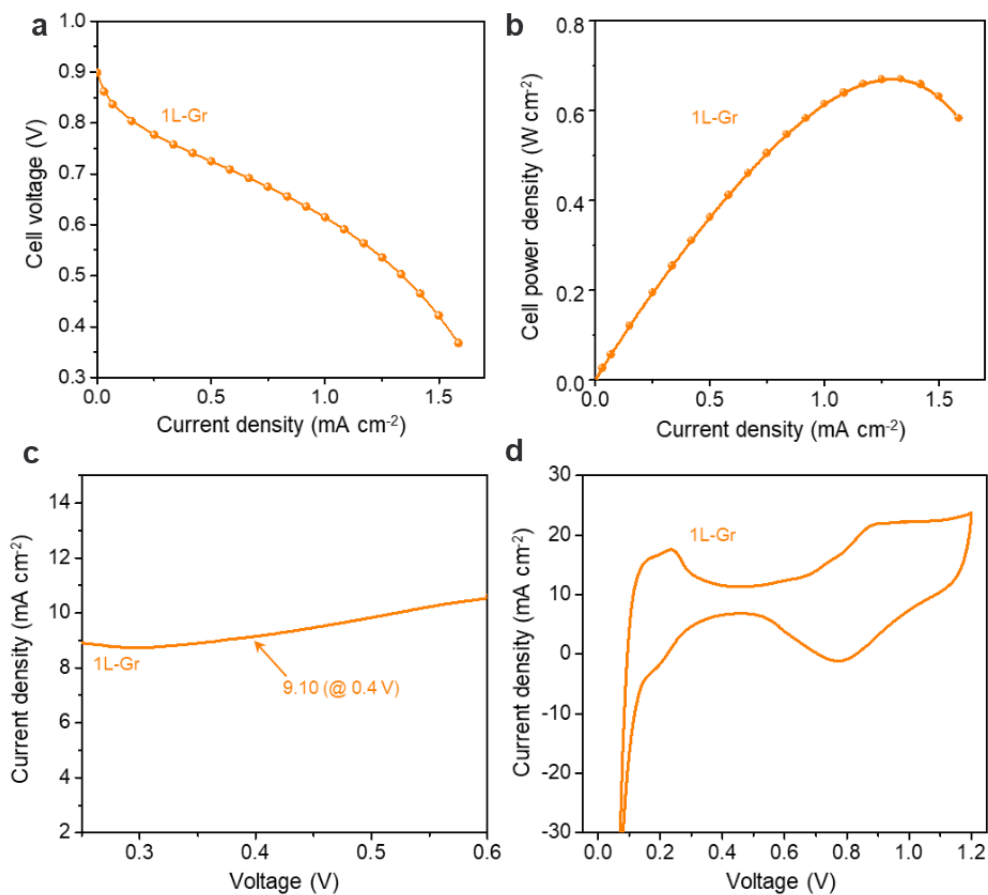 a
Cell voltage (V)
1.0
0.9
0.8
0.7
0.6
0.5
0.4
0.3
1L-Gr
0.0 0.5 1.0 1.5
Current density (mA cm⁻²)
b
Cell power density (W cm⁻²)
0.8
0.6
0.4
0.2
0.0
1L-Gr
0.0 0.5 1.0 1.5
Current density (mA cm⁻²)
c
Current density (mA cm⁻²)
14
12
10
8
6
4
2
1L-Gr
9.10 (@ 0.4 V)
0.3 0.4 0.5 0.6
Voltage (V)
d
Current density (mA cm⁻²)
30
20
10
0
-10
-20
-30
1L-Gr
0.0 0.2 0.4 0.6 0.8 1.0 1.2
Voltage (V)